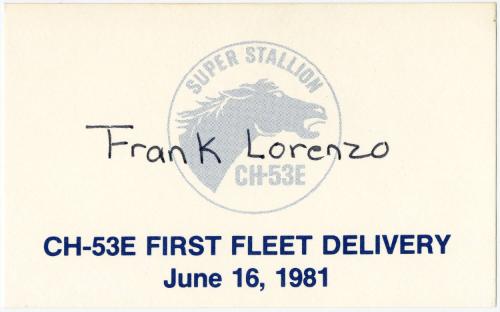 SUPER STALLION
Frank Lorenzo
CH-53E
CH-53E FIRST FLEET DELIVERY
June 16, 1981